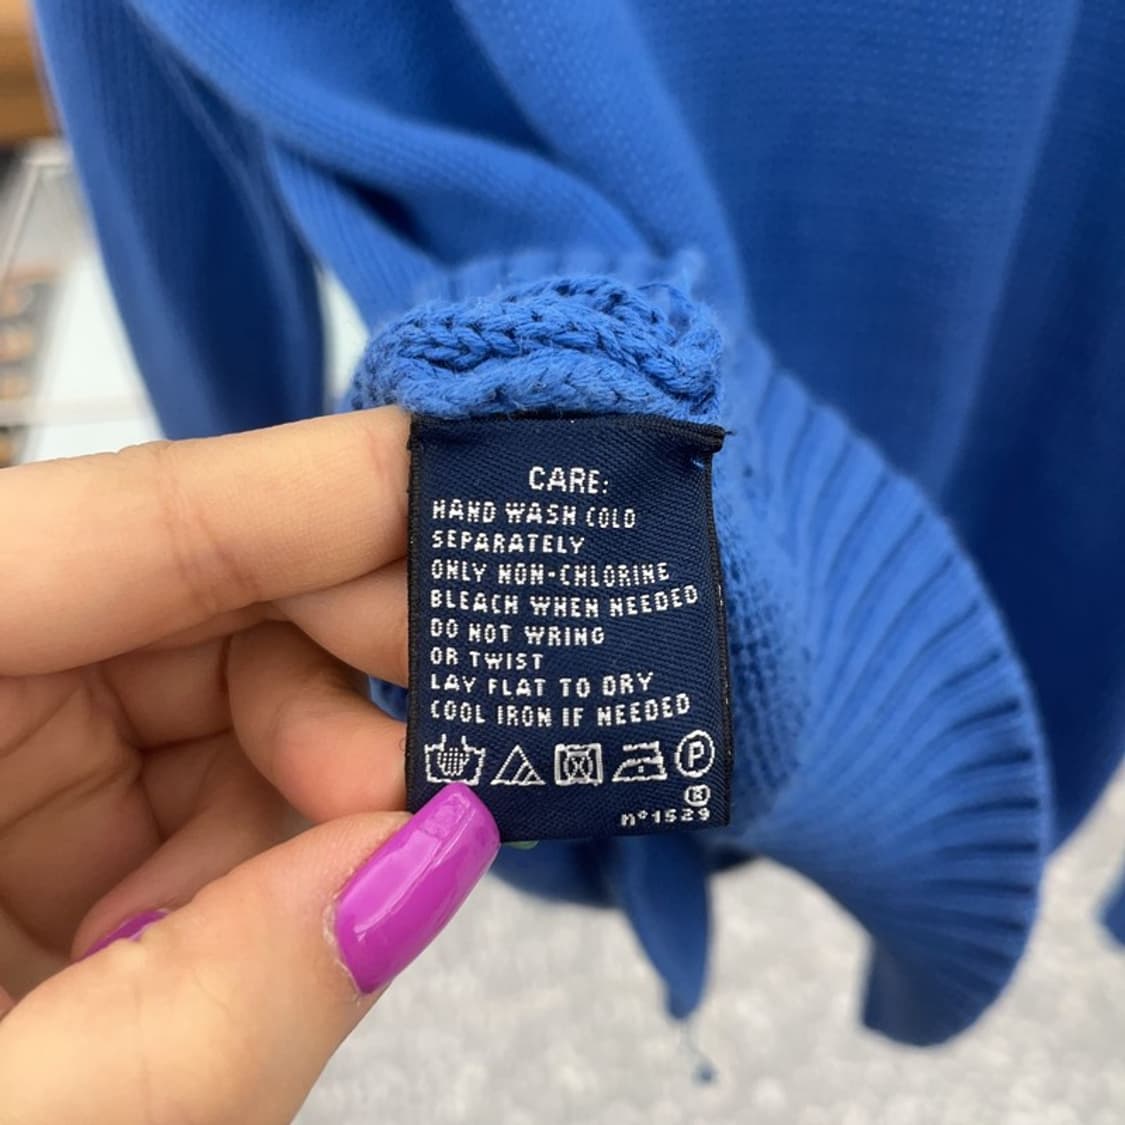 CARE:
HAND WASH COLD
SEPARATELY
ONLY NON-CHLORINE
BLEACH WHEN NEEDED
DO NOT WRING
OR TWIST
LAY FLAT TO DRY
COOL IRON IF NEEDED
P
®
n°1529